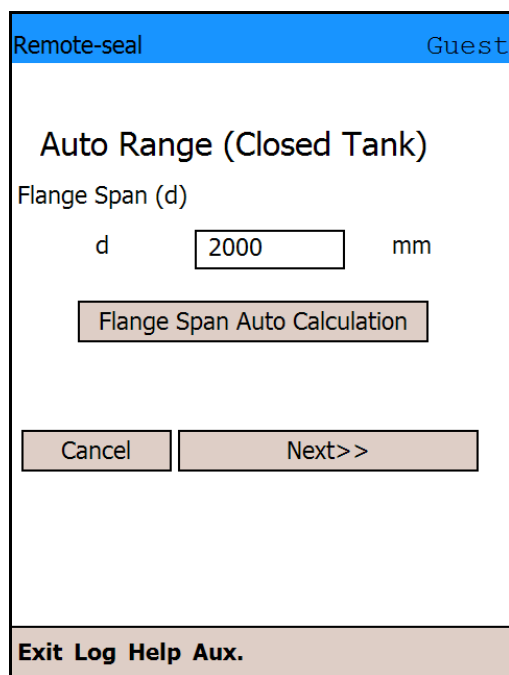 Remote-seal Guest
Auto Range (Closed Tank)
Flange Span (d)
d 2000 mm
Flange Span Auto Calculation
Cancel Next>>
Exit Log Help Aux.